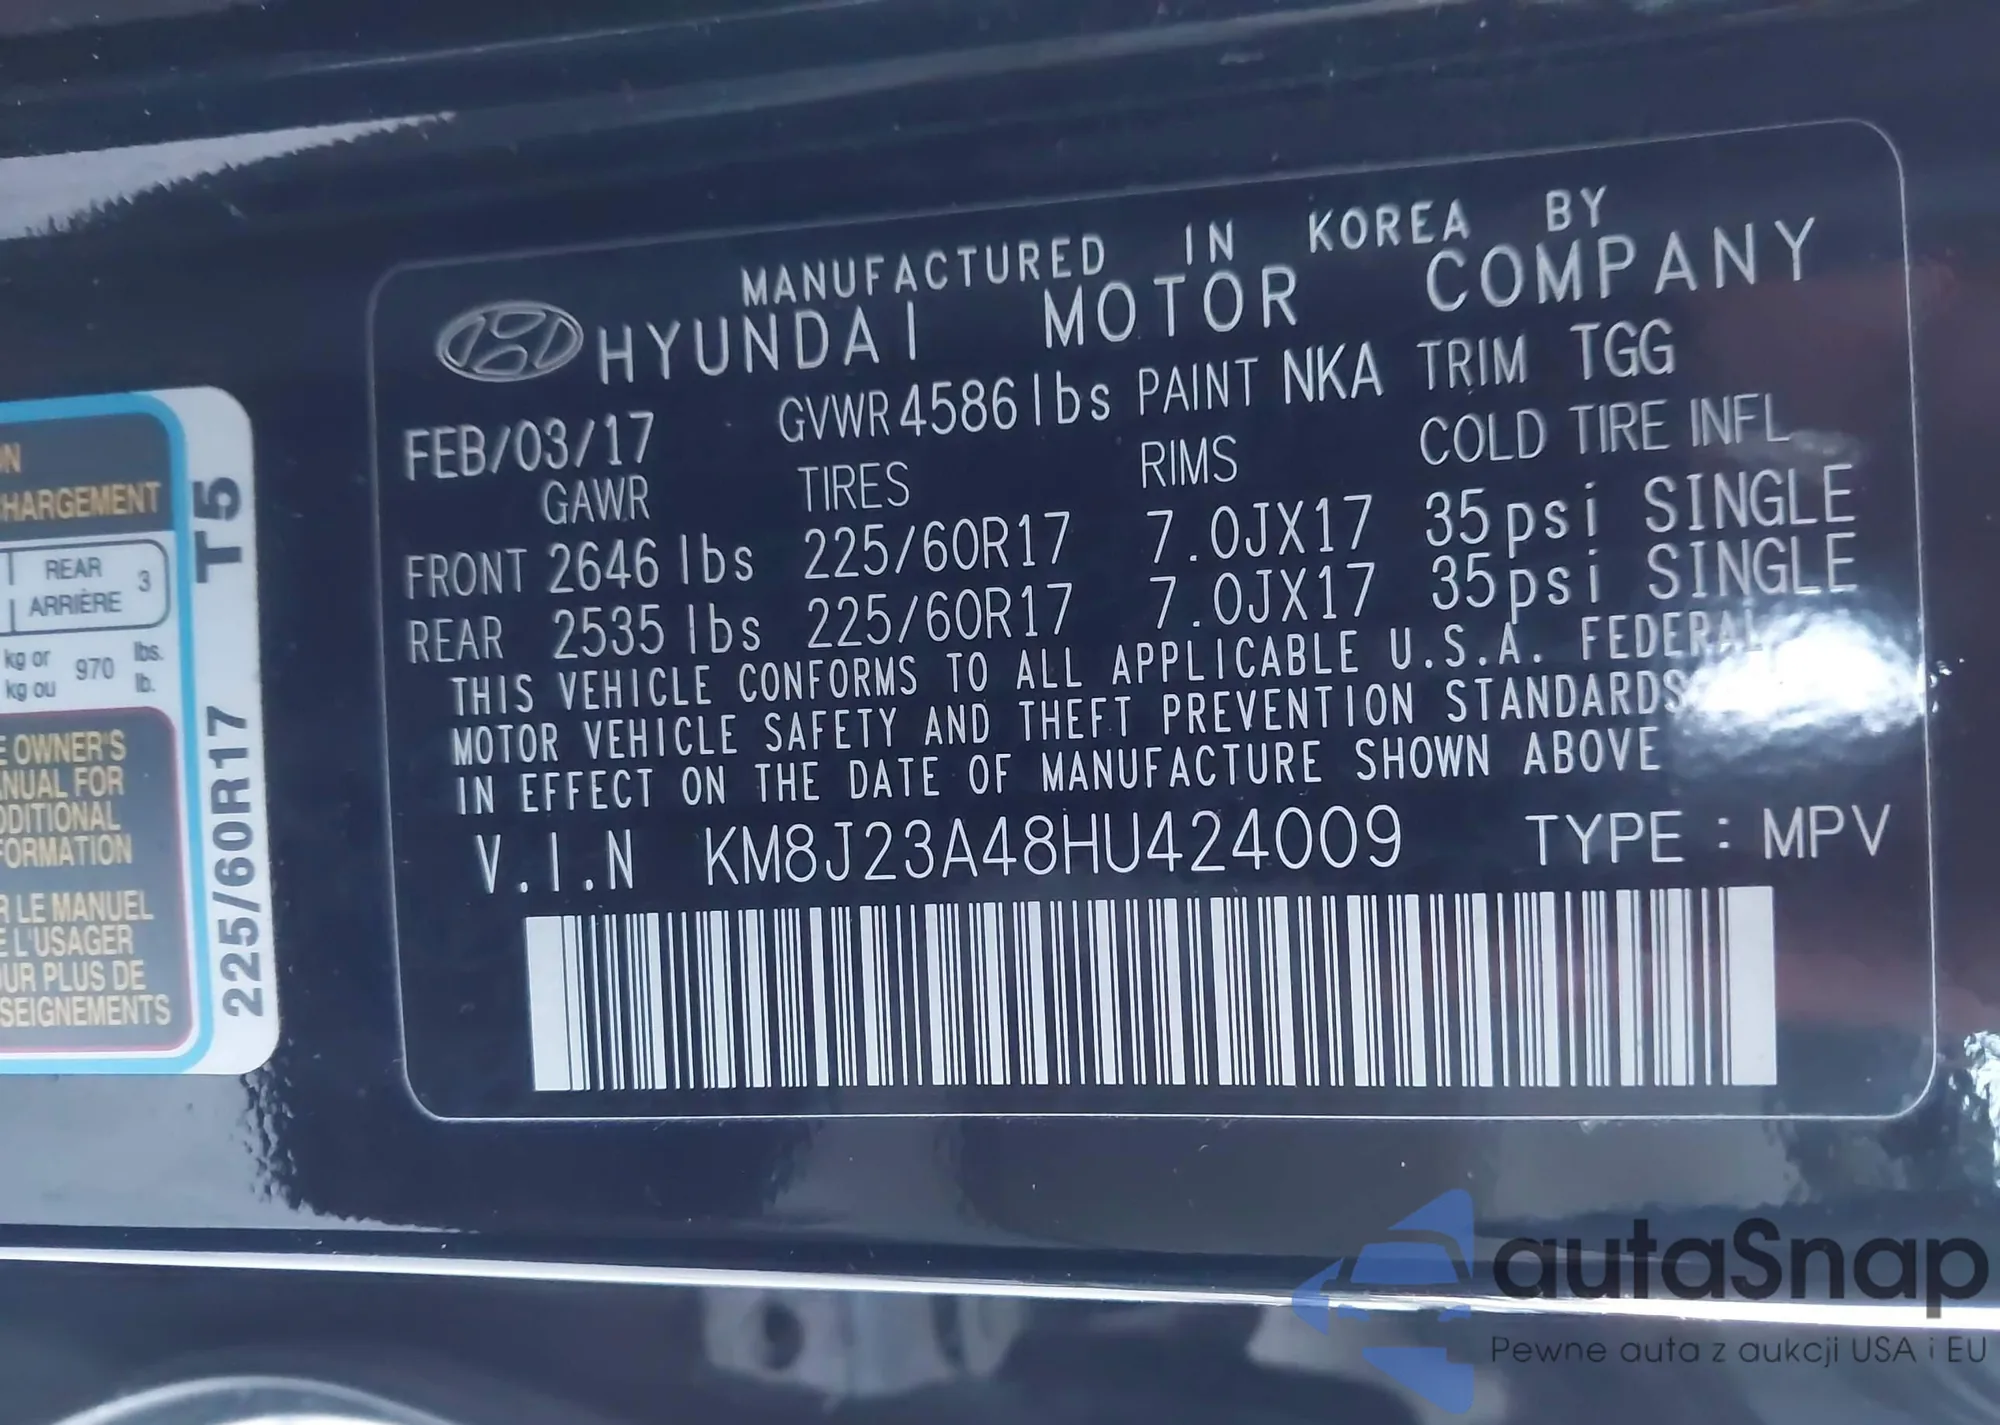 MANUFACTURED IN KOREA BY
HYUNDAI MOTOR COMPANY
FEB/03/17 GVWR 4586 lbs PAINT NKA TRIM TGG
GAWR TIRES RIMS COLD TIRE INFL
FRONT 2646 lbs 225/60R17 7.0JX17 35psi SINGLE
REAR 2535 lbs 225/60R17 7.0JX17 35psi SINGLE
THIS VEHICLE CONFORMS TO ALL APPLICABLE U.S.A. FEDERAL
MOTOR VEHICLE SAFETY AND THEFT PREVENTION STANDARDS
IN EFFECT ON THE DATE OF MANUFACTURE SHOWN ABOVE
V.I.N KM8J23A48HU424009 TYPE : MPV
HARGEMENT
REAR 3
ARRIÈRE
kg or 970 lbs.
kg ou lb.
OWNER'S
FOR
T5
225/60R17
LE MANUEL
L'USAGER
PLUS DE
SEIGNEMENTS
autaSnap
Pewne auta z aukcji USA i EU